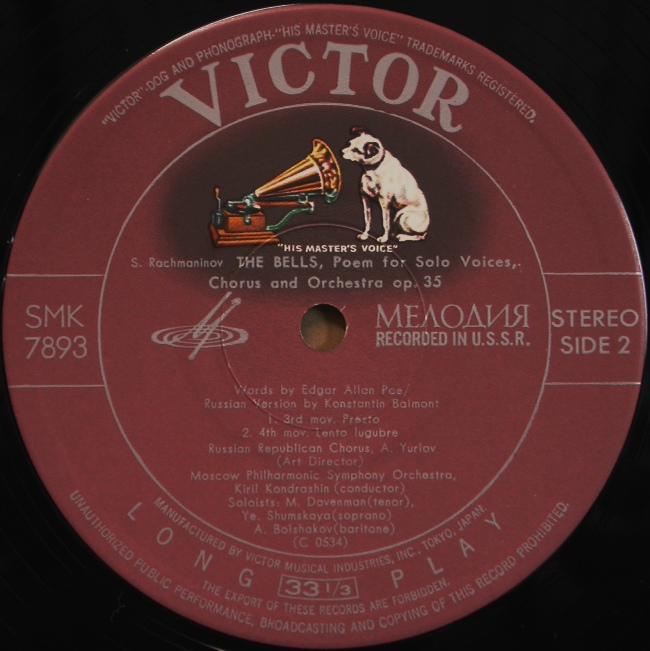 "VICTOR"-DOG AND PHONOGRAPH-"HIS MASTER'S VOICE" TRADEMARKS REGISTERED.
VICTOR
"HIS MASTER'S VOICE"
S. Rachmaninov THE BELLS, Poem for Solo Voices,.
Chorus and Orchestra op. 35
SMK
7893
МЕЛОДИЯ
RECORDED IN U.S.S.R.
STEREO
SIDE 2
Words by Edgar Allan Poe/
Russian Version by Konstantin Balmont
1. 3rd mov. Presto
2. 4th mov. Lento lugubre
Russian Republican Chorus, A. Yurlov
(Art Director)
Moscow Philharmonic Symphony Orchestra,
Kiril Kondrashin (conductor)
Soloists: M. Dovenman(tenor),
Ye. Shumskaya(soprano)
A. Bolshakov(baritone)
(C 0534)
MANUFACTURED BY VICTOR MUSICAL INDUSTRIES, INC., TOKYO, JAPAN.
LONG 33 1/3 PLAY
THE EXPORT OF THESE RECORDS ARE FORBIDDEN.
UNAUTHORIZED PUBLIC PERFORMANCE, BROADCASTING AND COPYING OF THIS RECORD PROHIBITED.